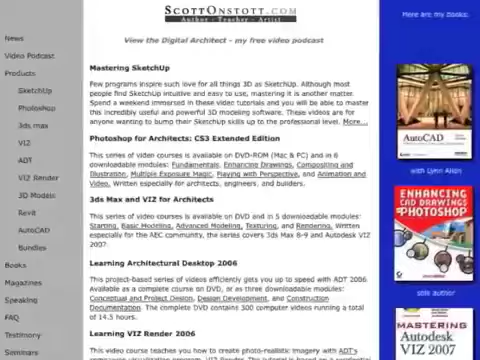 SCOTTONSTOTT.COM
Author · Teacher · Artist
View the Digital Architect – my free video podcast
News
Video Podcast
Products
SketchUp
Photoshop
3ds max
VIZ
ADT
VIZ Render
3D Models
Revit
AutoCAD
Bundles
Books
Magazines
Speaking
FAQ
Testimony
Seminars
Mastering SketchUp
Few programs inspire such love for all things 3D as SketchUp. Although most
people find SketchUp intuitive and easy to use, mastering it is another matter.
Spend a weekend immersed in these video tutorials and you will be able to master
this incredibly useful and powerful 3D modeling software. These videos are for
anyone wanting to bump their SketchUp skills up to the professional level. More...
Photoshop for Architects: CS3 Extended Edition
This series of video courses is available on DVD-ROM (Mac & PC) and in 6
downloadable modules: Fundamentals, Enhancing Drawings, Compositing and
Illustration, Multiple Exposure Magic, Playing with Perspective, and Animation and
Video. Written especially for architects, engineers, and builders.
3ds Max and VIZ for Architects
This series of video courses is available on DVD and in 5 downloadable modules:
Starting, Basic Modeling, Advanced Modeling, Texturing, and Rendering. Written
especially for the AEC community, the series covers 3ds Max 8-9 and Autodesk VIZ
2007.
Learning Architectural Desktop 2006
This project-based series of videos efficiently gets you up to speed with ADT 2006.
Available as a complete course on DVD, or as three downloadable modules:
Conceptual and Project Design, Design Development, and Construction
Documentation. The complete DVD contains 300 computer videos running a total
of 14.5 hours.
Learning VIZ Render 2006
This video course teaches you how to create photo-realistic imagery with ADT's
Here are my books:
AutoCAD
with Lynn Allen
ENHANCING
CAD DRAWINGS
PHOTOSHOP
sole author
MASTERING
AUTODESK
VIZ 2007